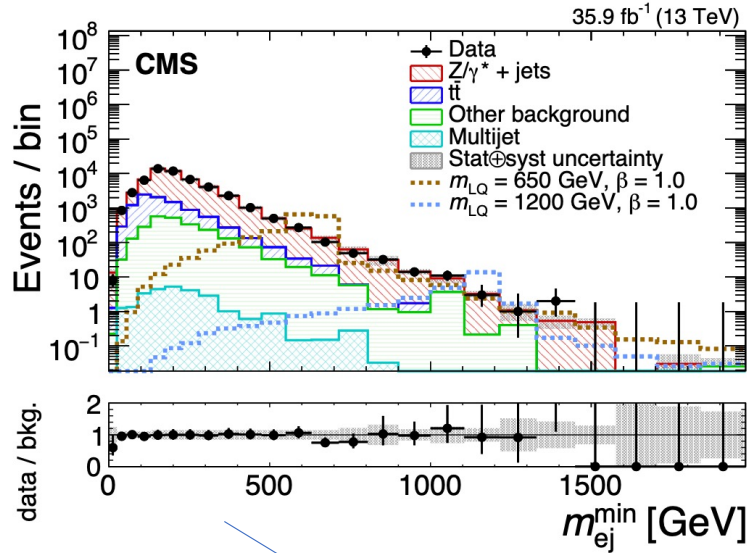 35.9 fb⁻¹ (13 TeV)
CMS
Data
Z/γ* + jets
tt̄
Other background
Multijet
Stat⊕syst uncertainty
m_LQ = 650 GeV, β = 1.0
m_LQ = 1200 GeV, β = 1.0
Events / bin
10⁸
10⁷
10⁶
10⁵
10⁴
10³
10²
10
1
10⁻¹
data / bkg.
2
1
0
0 500 1000 1500
m_ej^min [GeV]